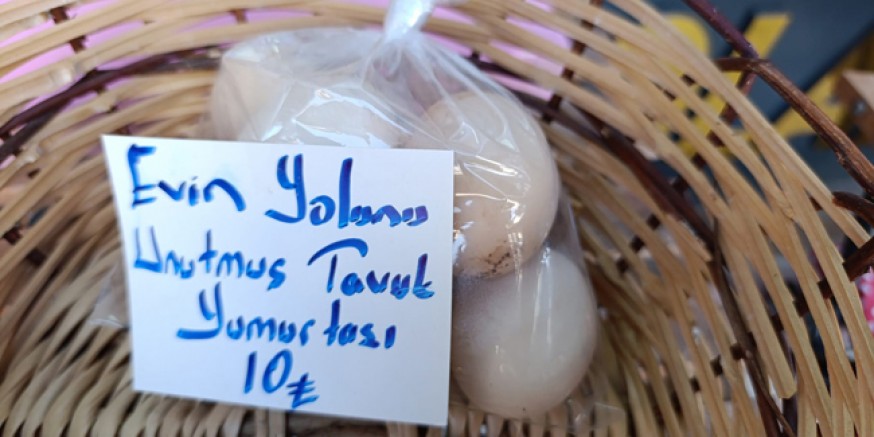 Evin Yolunu
Unutmuş Tavuk
Yumurtası
10₺